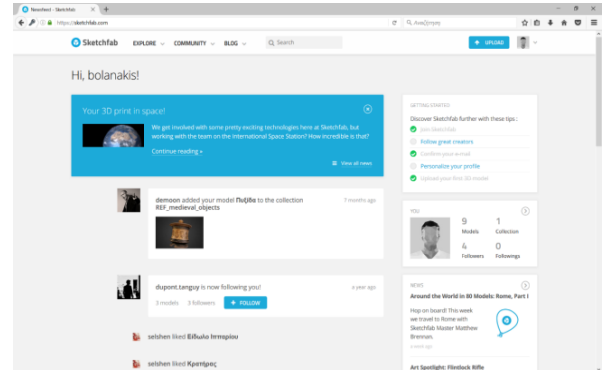 Newsfeed - Sketchfab
https://sketchfab.com
Αναζήτηση
Sketchfab
EXPLORE
COMMUNITY
BLOG
Search
+ UPLOAD
Hi, bolanakis!
Your 3D print in space!
We get involved with some pretty exciting technologies here at Sketchfab, but
working with the team on the International Space Station? How incredible is that?
Continue reading »
View all news
demoon added your model Πυξίδα to the collection
REF_medieval_objects
7 months ago
dupont.tanguy is now following you!
a year ago
3 models
3 followers
+ FOLLOW
selshen liked Είδωλο Ιππαρίου
selshen liked Κρατήρας
GETTING STARTED
Discover Sketchfab further with these tips :
Join Sketchfab
Follow great creators
Confirm your e-mail
Personalize your profile
Upload your first 3D model
YOU
9
1
Models
Collection
4
0
Followers
Followings
NEWS
Around the World in 80 Models: Rome, Part I
Hop on board! This week
we travel to Rome with
Sketchfab Master Matthew
Brennan.
a week ago
Art Spotlight: Flintlock Rifle